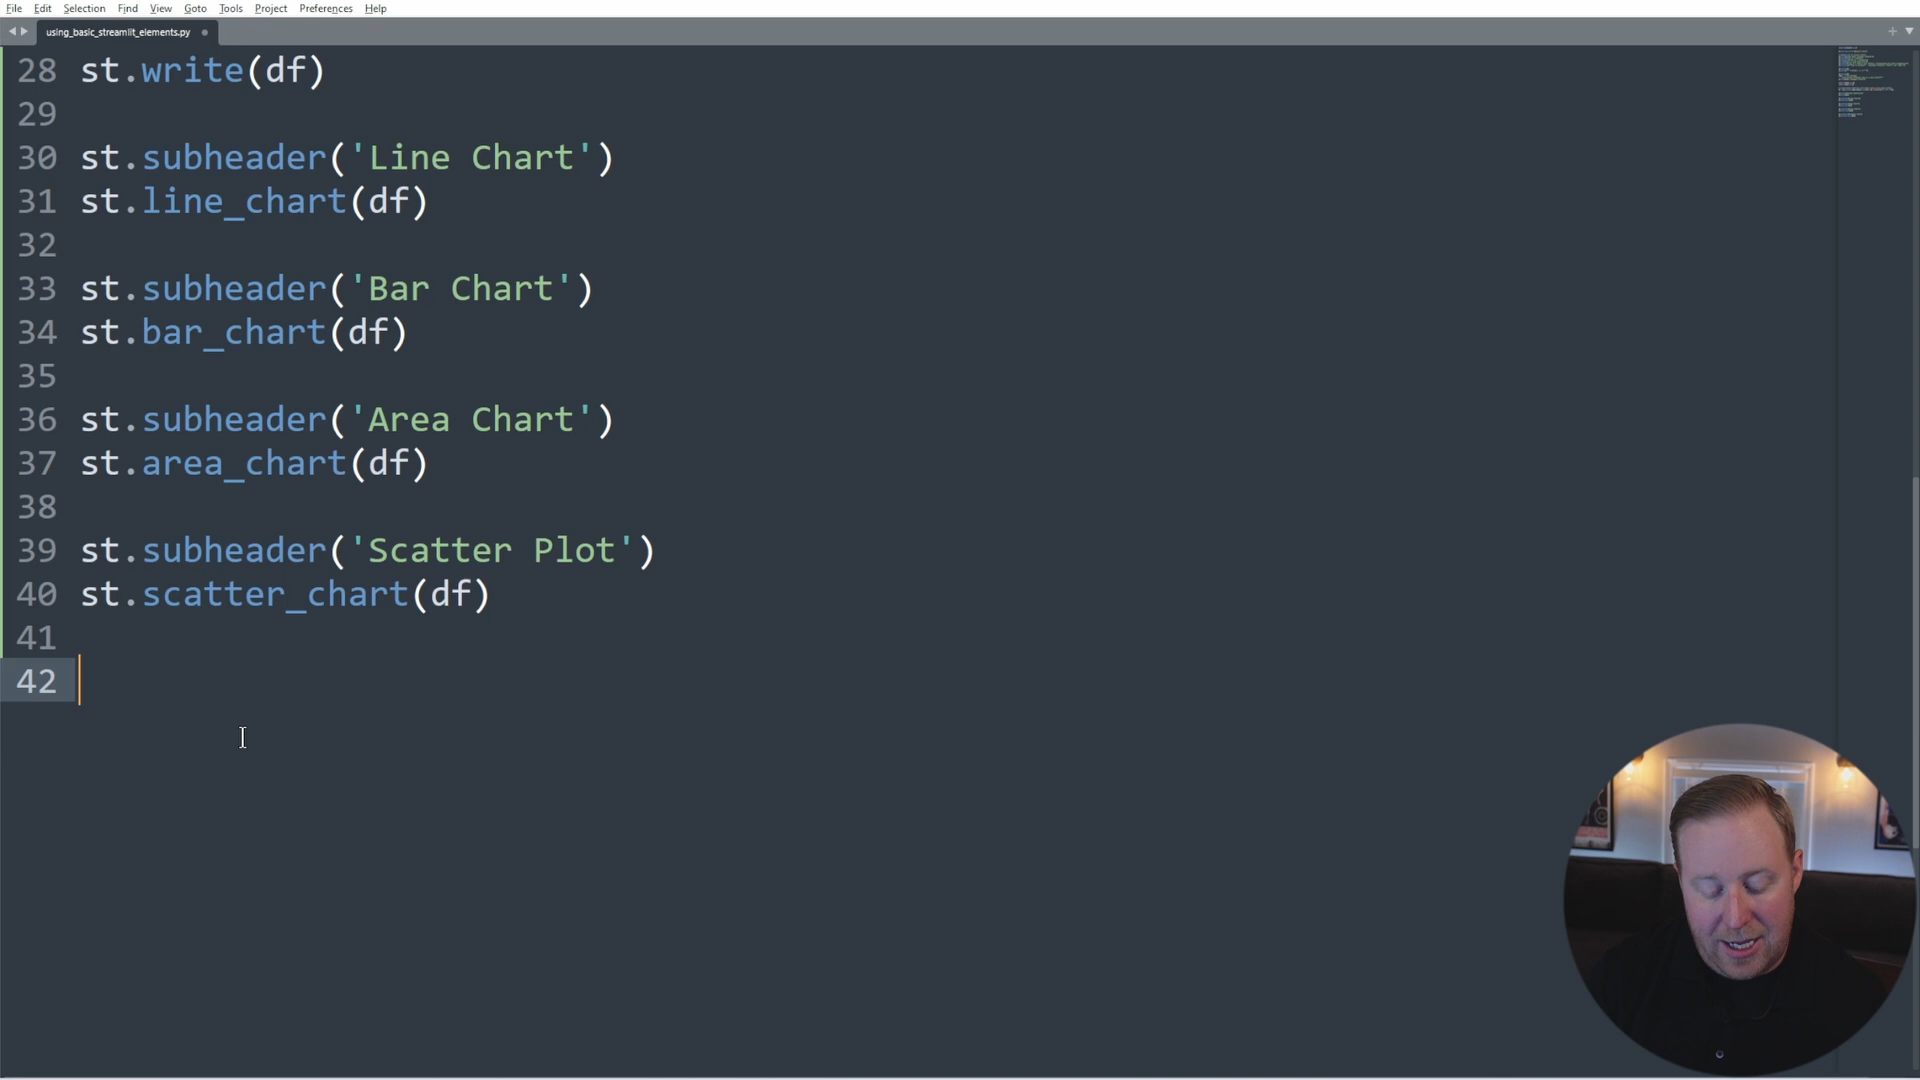 File Edit Selection Find View Goto Tools Project Preferences Help
using_basic_streamlit_elements.py
28 st.write(df)
29
30 st.subheader('Line Chart')
31 st.line_chart(df)
32
33 st.subheader('Bar Chart')
34 st.bar_chart(df)
35
36 st.subheader('Area Chart')
37 st.area_chart(df)
38
39 st.subheader('Scatter Plot')
40 st.scatter_chart(df)
41
42